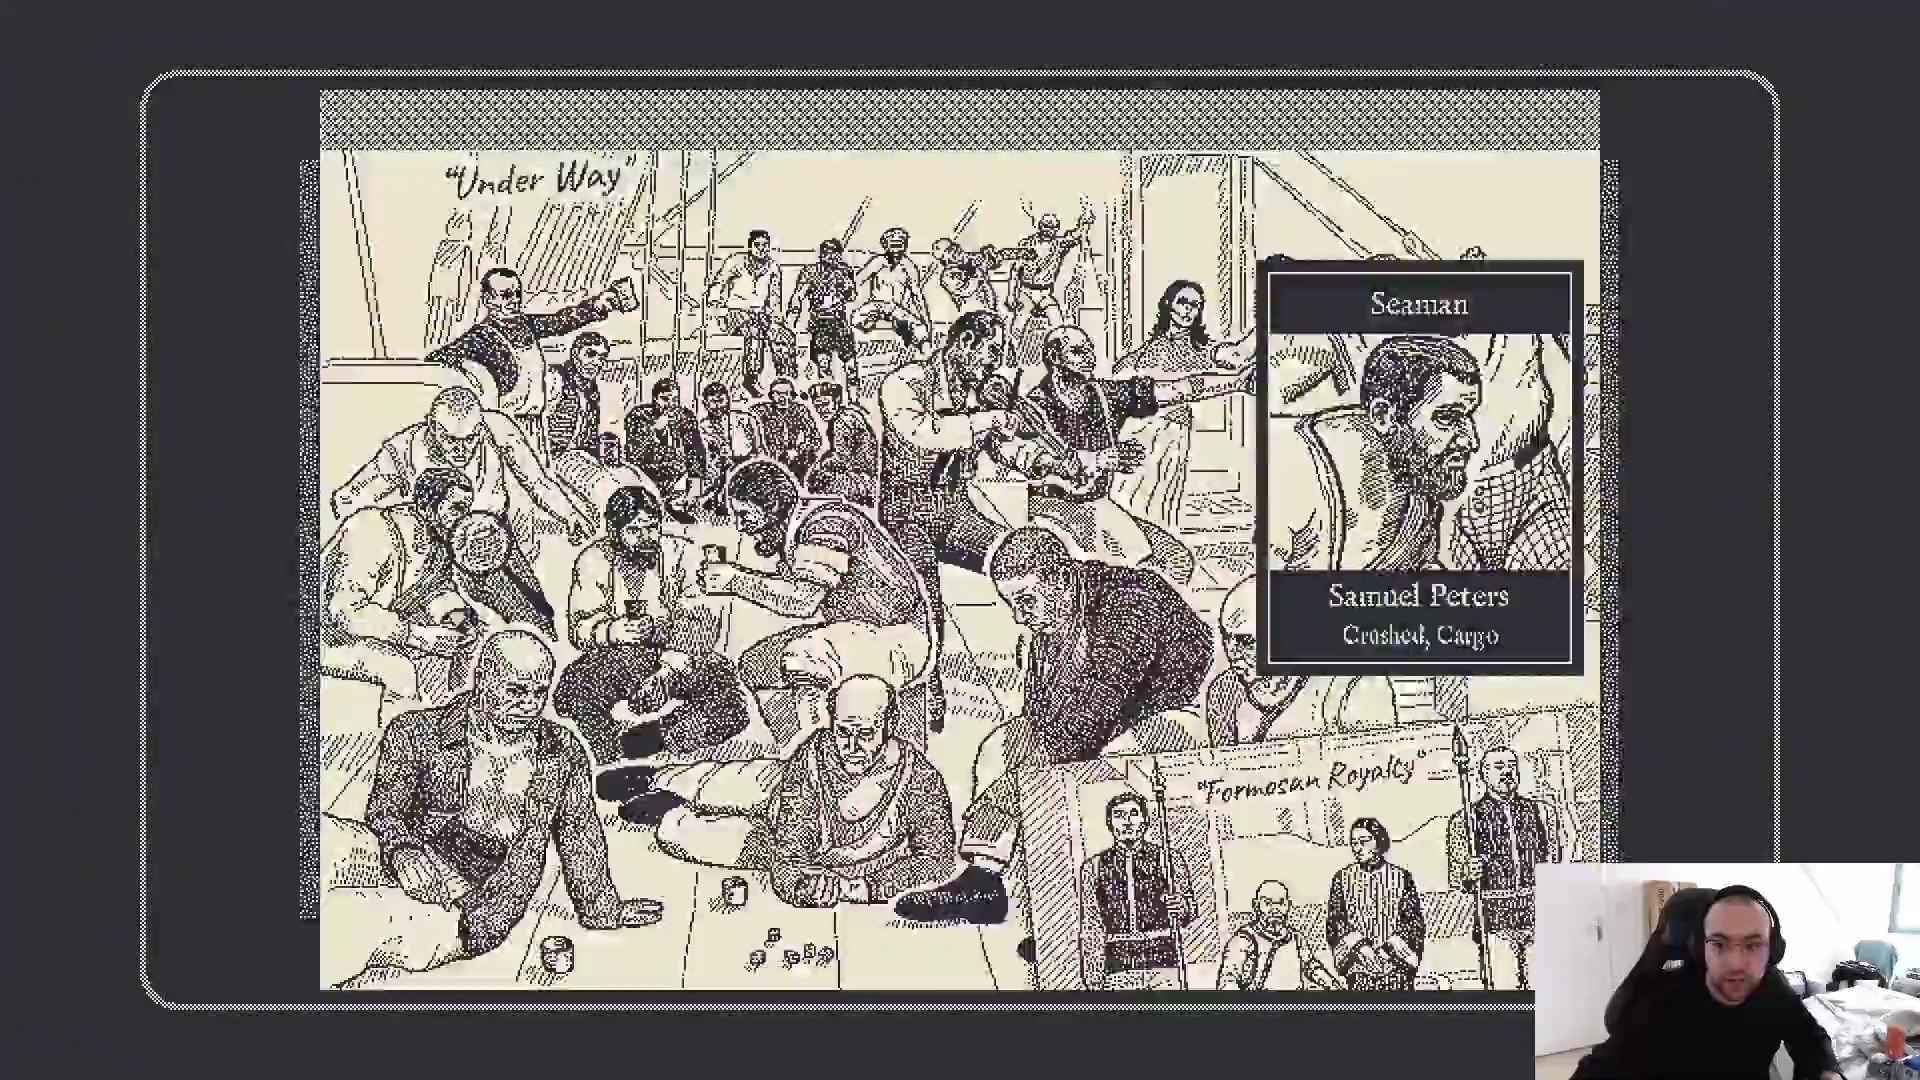 "Under Way"
Seaman
Samuel Peters
Crushed, Cargo
"Formosan Royalty"